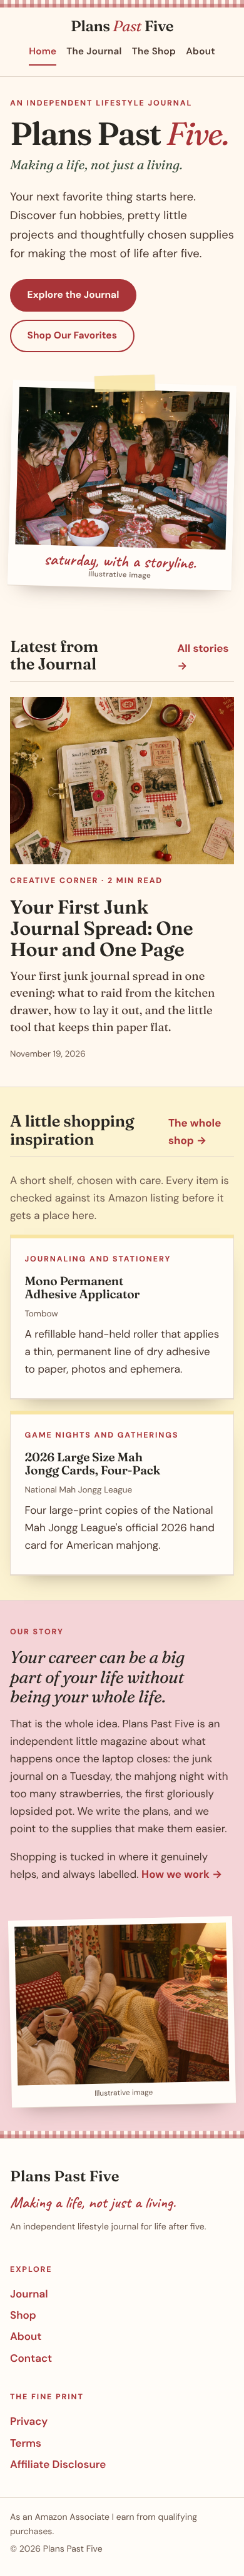 Plans Past Five
Home The Journal The Shop About
AN INDEPENDENT LIFESTYLE JOURNAL
Plans Past Five.
Making a life, not just a living.
Your next favorite thing starts here.
Discover fun hobbies, pretty little
projects and thoughtfully chosen supplies
for making the most of life after five.
Explore the Journal
Shop Our Favorites
saturday, with a storyline.
Illustrative image
Latest from
the Journal
All stories
→
CREATIVE CORNER · 2 MIN READ
Your First Junk
Journal Spread: One
Hour and One Page
Your first junk journal spread in one
evening: what to raid from the kitchen
drawer, how to lay it out, and the little
tool that keeps thin paper flat.
November 19, 2026
A little shopping
inspiration
The whole
shop →
A short shelf, chosen with care. Every item is
checked against its Amazon listing before it
gets a place here.
JOURNALING AND STATIONERY
Mono Permanent
Adhesive Applicator
Tombow
A refillable hand-held roller that applies
a thin, permanent line of dry adhesive
to paper, photos and ephemera.
GAME NIGHTS AND GATHERINGS
2026 Large Size Mah
Jongg Cards, Four-Pack
National Mah Jongg League
Four large-print copies of the National
Mah Jongg League's official 2026 hand
card for American mahjong.
OUR STORY
Your career can be a big
part of your life without
being your whole life.
That is the whole idea. Plans Past Five is an
independent little magazine about what
happens once the laptop closes: the junk
journal on a Tuesday, the mahjong night with
too many strawberries, the first gloriously
lopsided pot. We write the plans, and we
point to the supplies that make them easier.
Shopping is tucked in where it genuinely
helps, and always labelled. How we work →
Illustrative image
Plans Past Five
Making a life, not just a living.
An independent lifestyle journal for life after five.
EXPLORE
Journal
Shop
About
Contact
THE FINE PRINT
Privacy
Terms
Affiliate Disclosure
As an Amazon Associate I earn from qualifying
purchases.
© 2026 Plans Past Five